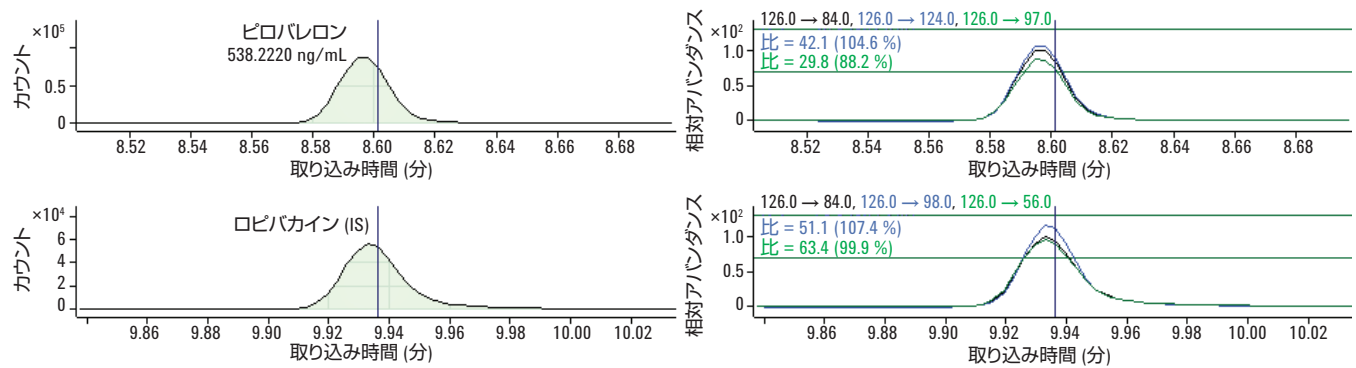 ×10⁵
ピロバレロン
538.2220 ng/mL
カウント
0.5
0
8.52 8.54 8.56 8.58 8.60 8.62 8.64 8.66 8.68
取り込み時間 (分)
126.0 → 84.0, 126.0 → 124.0, 126.0 → 97.0
×10²
比 = 42.1 (104.6 %)
比 = 29.8 (88.2 %)
相対アバンダンス
1.0
0.5
0
8.52 8.54 8.56 8.58 8.60 8.62 8.64 8.66 8.68
取り込み時間 (分)
×10⁴
ロピバカイン (IS)
カウント
6
4
2
0
9.86 9.88 9.90 9.92 9.94 9.96 9.98 10.00 10.02
取り込み時間 (分)
126.0 → 84.0, 126.0 → 98.0, 126.0 → 56.0
×10²
比 = 51.1 (107.4 %)
比 = 63.4 (99.9 %)
相対アバンダンス
1.0
0.5
0
9.86 9.88 9.90 9.92 9.94 9.96 9.98 10.00 10.02
取り込み時間 (分)